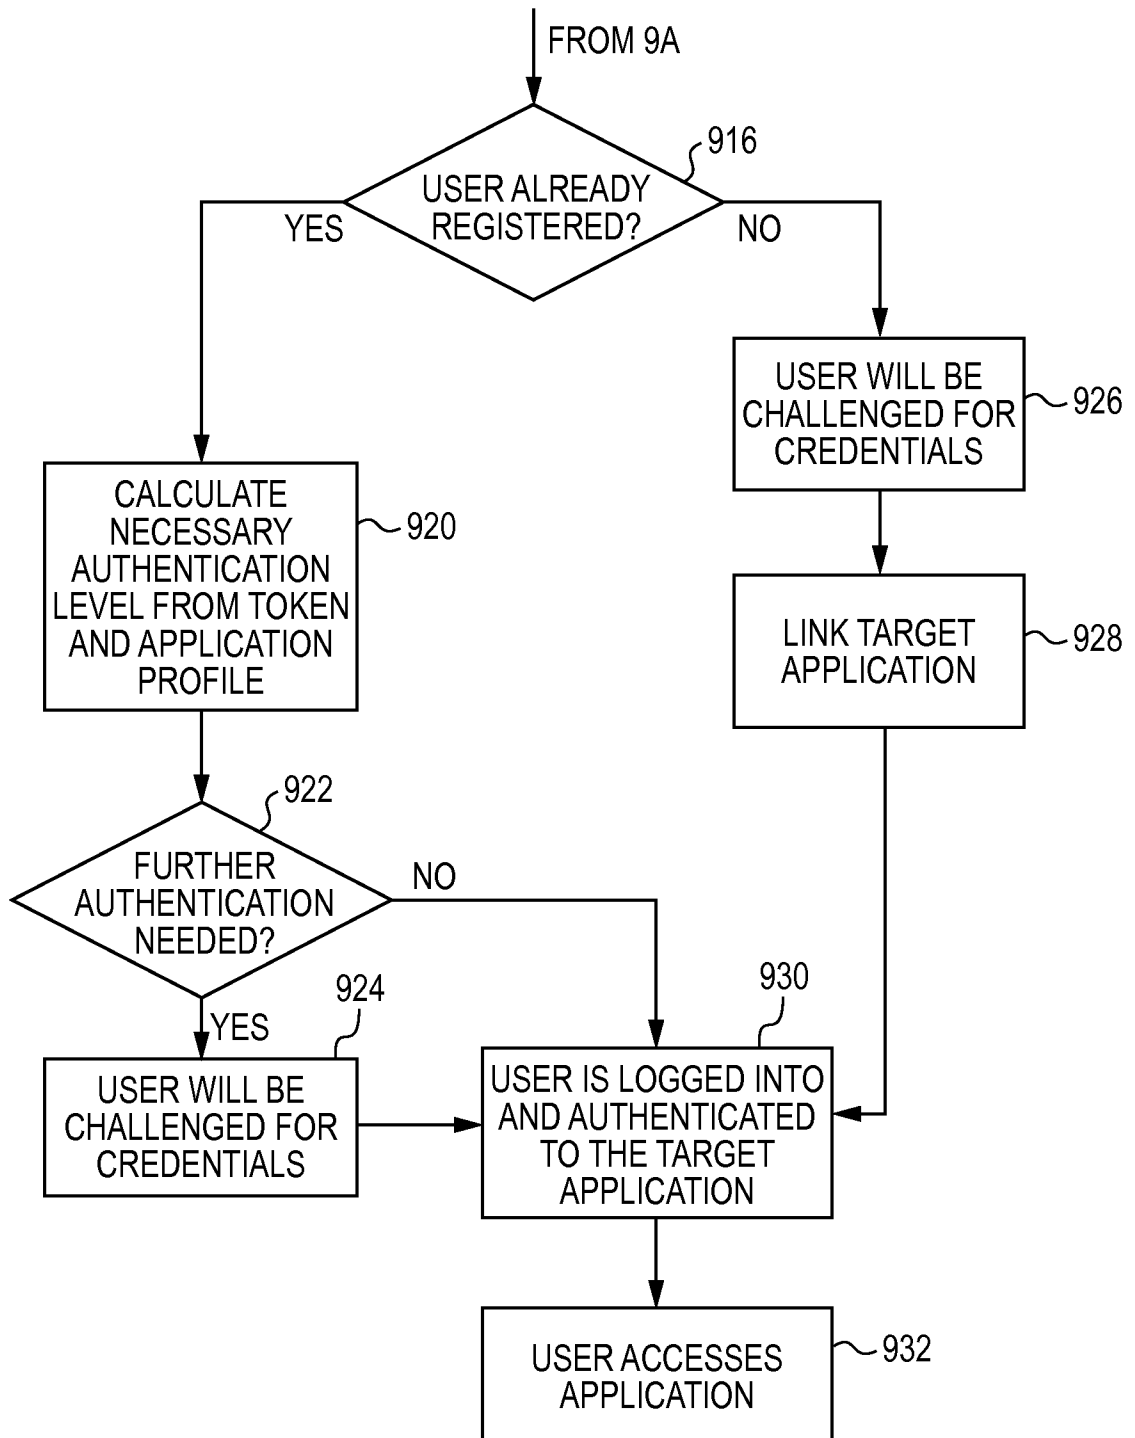 FROM 9A
916
USER ALREADY
REGISTERED?
YES
NO
USER WILL BE
CHALLENGED FOR
CREDENTIALS
926
CALCULATE
NECESSARY
AUTHENTICATION
LEVEL FROM TOKEN
AND APPLICATION
PROFILE
920
LINK TARGET
APPLICATION
928
922
FURTHER
AUTHENTICATION
NEEDED?
NO
YES
924
USER WILL BE
CHALLENGED FOR
CREDENTIALS
930
USER IS LOGGED INTO
AND AUTHENTICATED
TO THE TARGET
APPLICATION
USER ACCESSES
APPLICATION
932